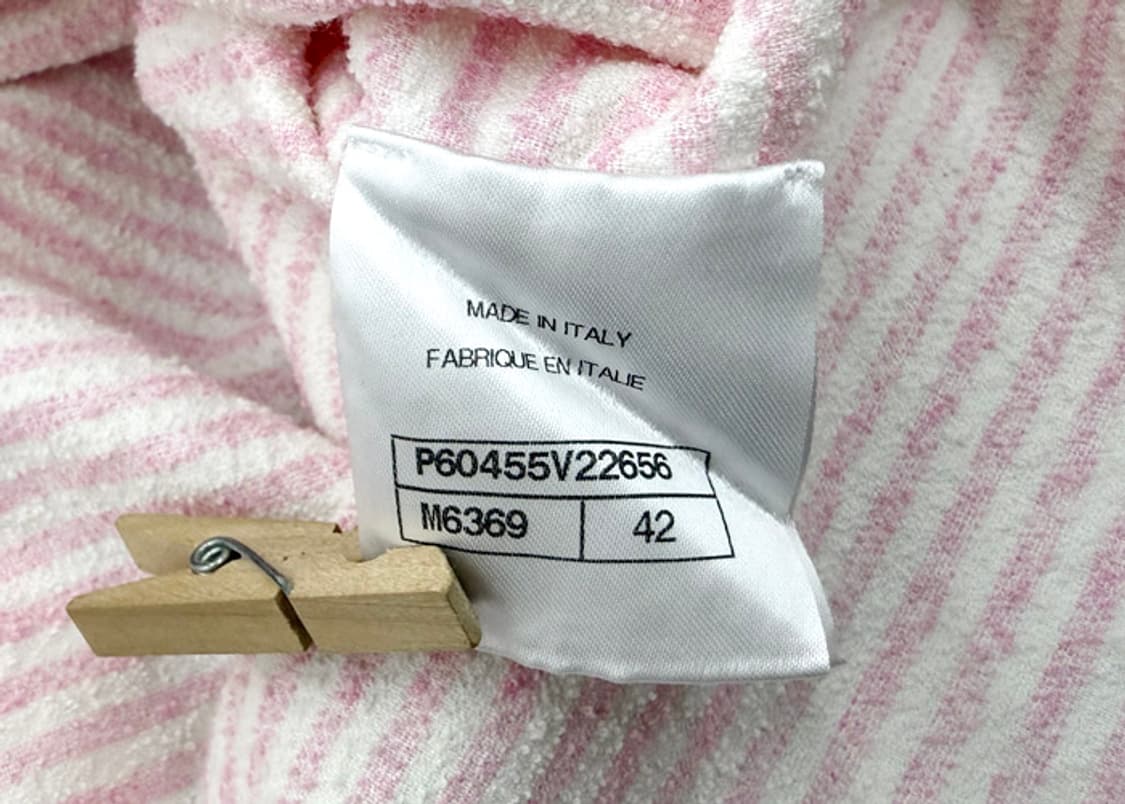 MADE IN ITALY
FABRIQUE EN ITALIE
P60455V22656
M6369 42